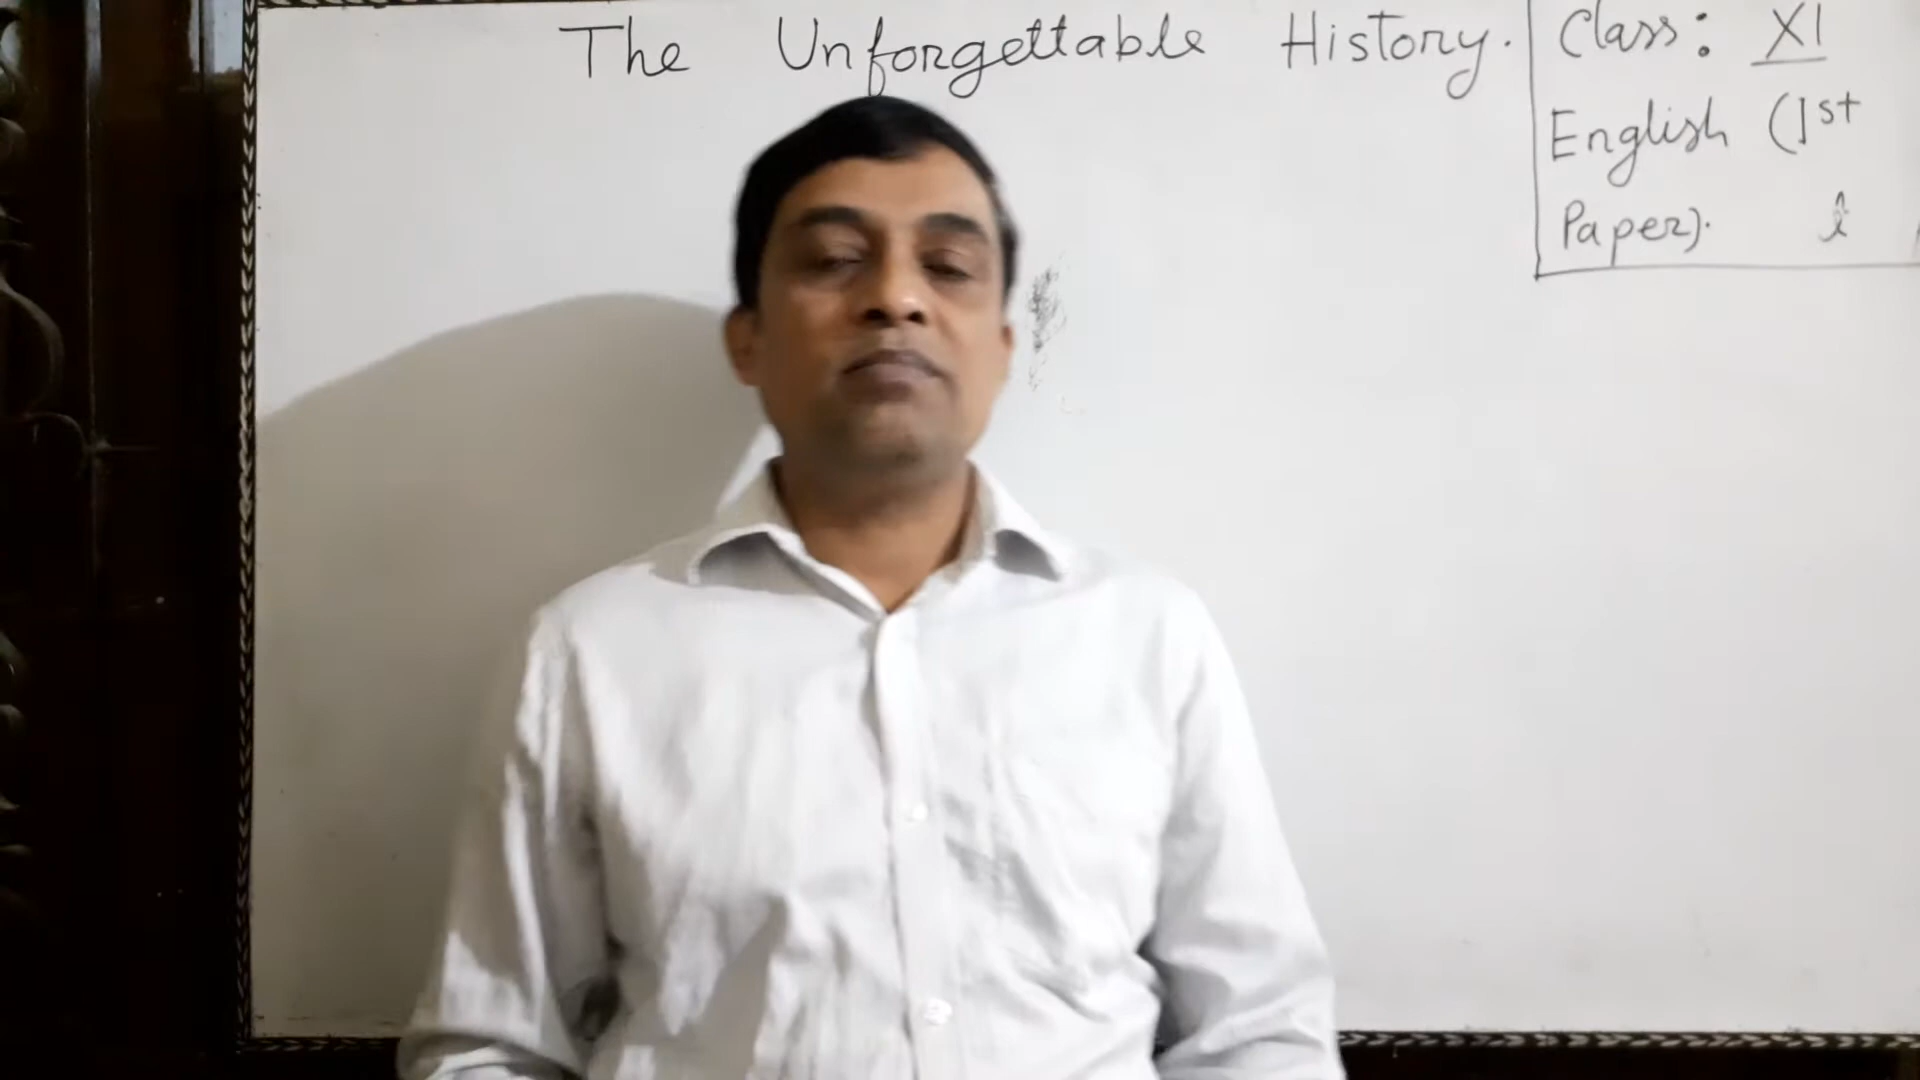 The Unforgettable History.
Class: XI
English (1st
Paper).